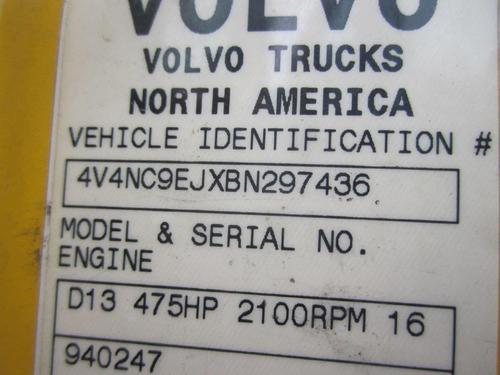 VOLVO
VOLVO TRUCKS
NORTH AMERICA
VEHICLE IDENTIFICATION #
4V4NC9EJXBN297436
MODEL & SERIAL NO.
ENGINE
D13 475HP 2100RPM 16
940247